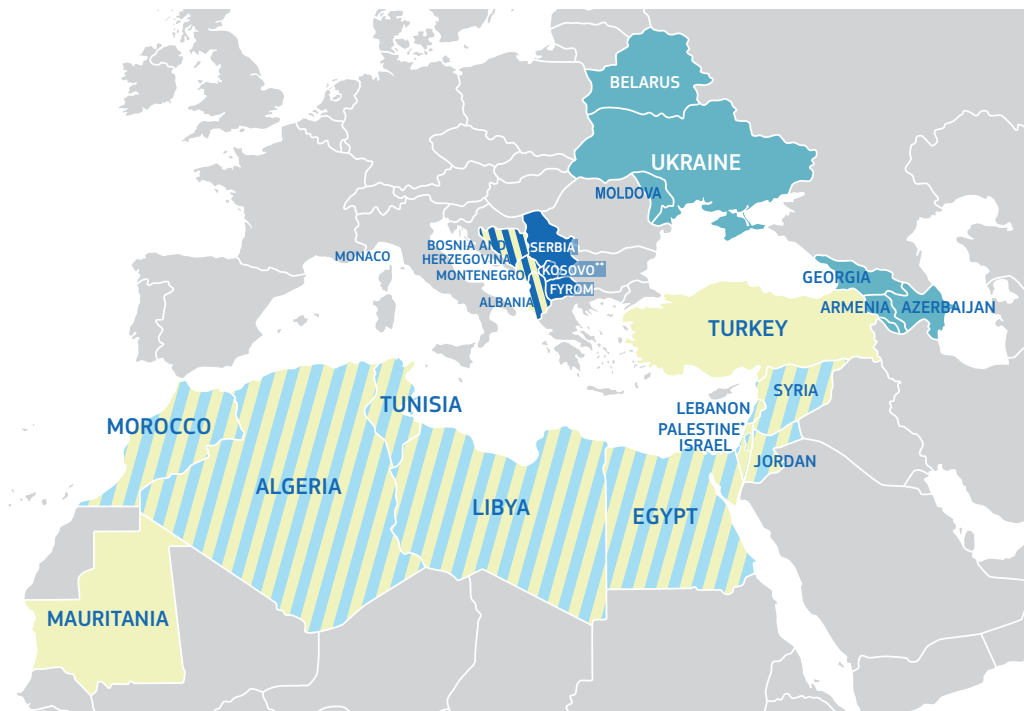 BELARUS
UKRAINE
MOLDOVA
BOSNIA AND
HERZEGOVINA
SERBIA
MONACO
KOSOVO**
MONTENEGRO
FYROM
ALBANIA
GEORGIA
ARMENIA
AZERBAIJAN
TURKEY
SYRIA
TUNISIA
LEBANON
MOROCCO
PALESTINE*
ISRAEL
JORDAN
ALGERIA
LIBYA
EGYPT
MAURITANIA